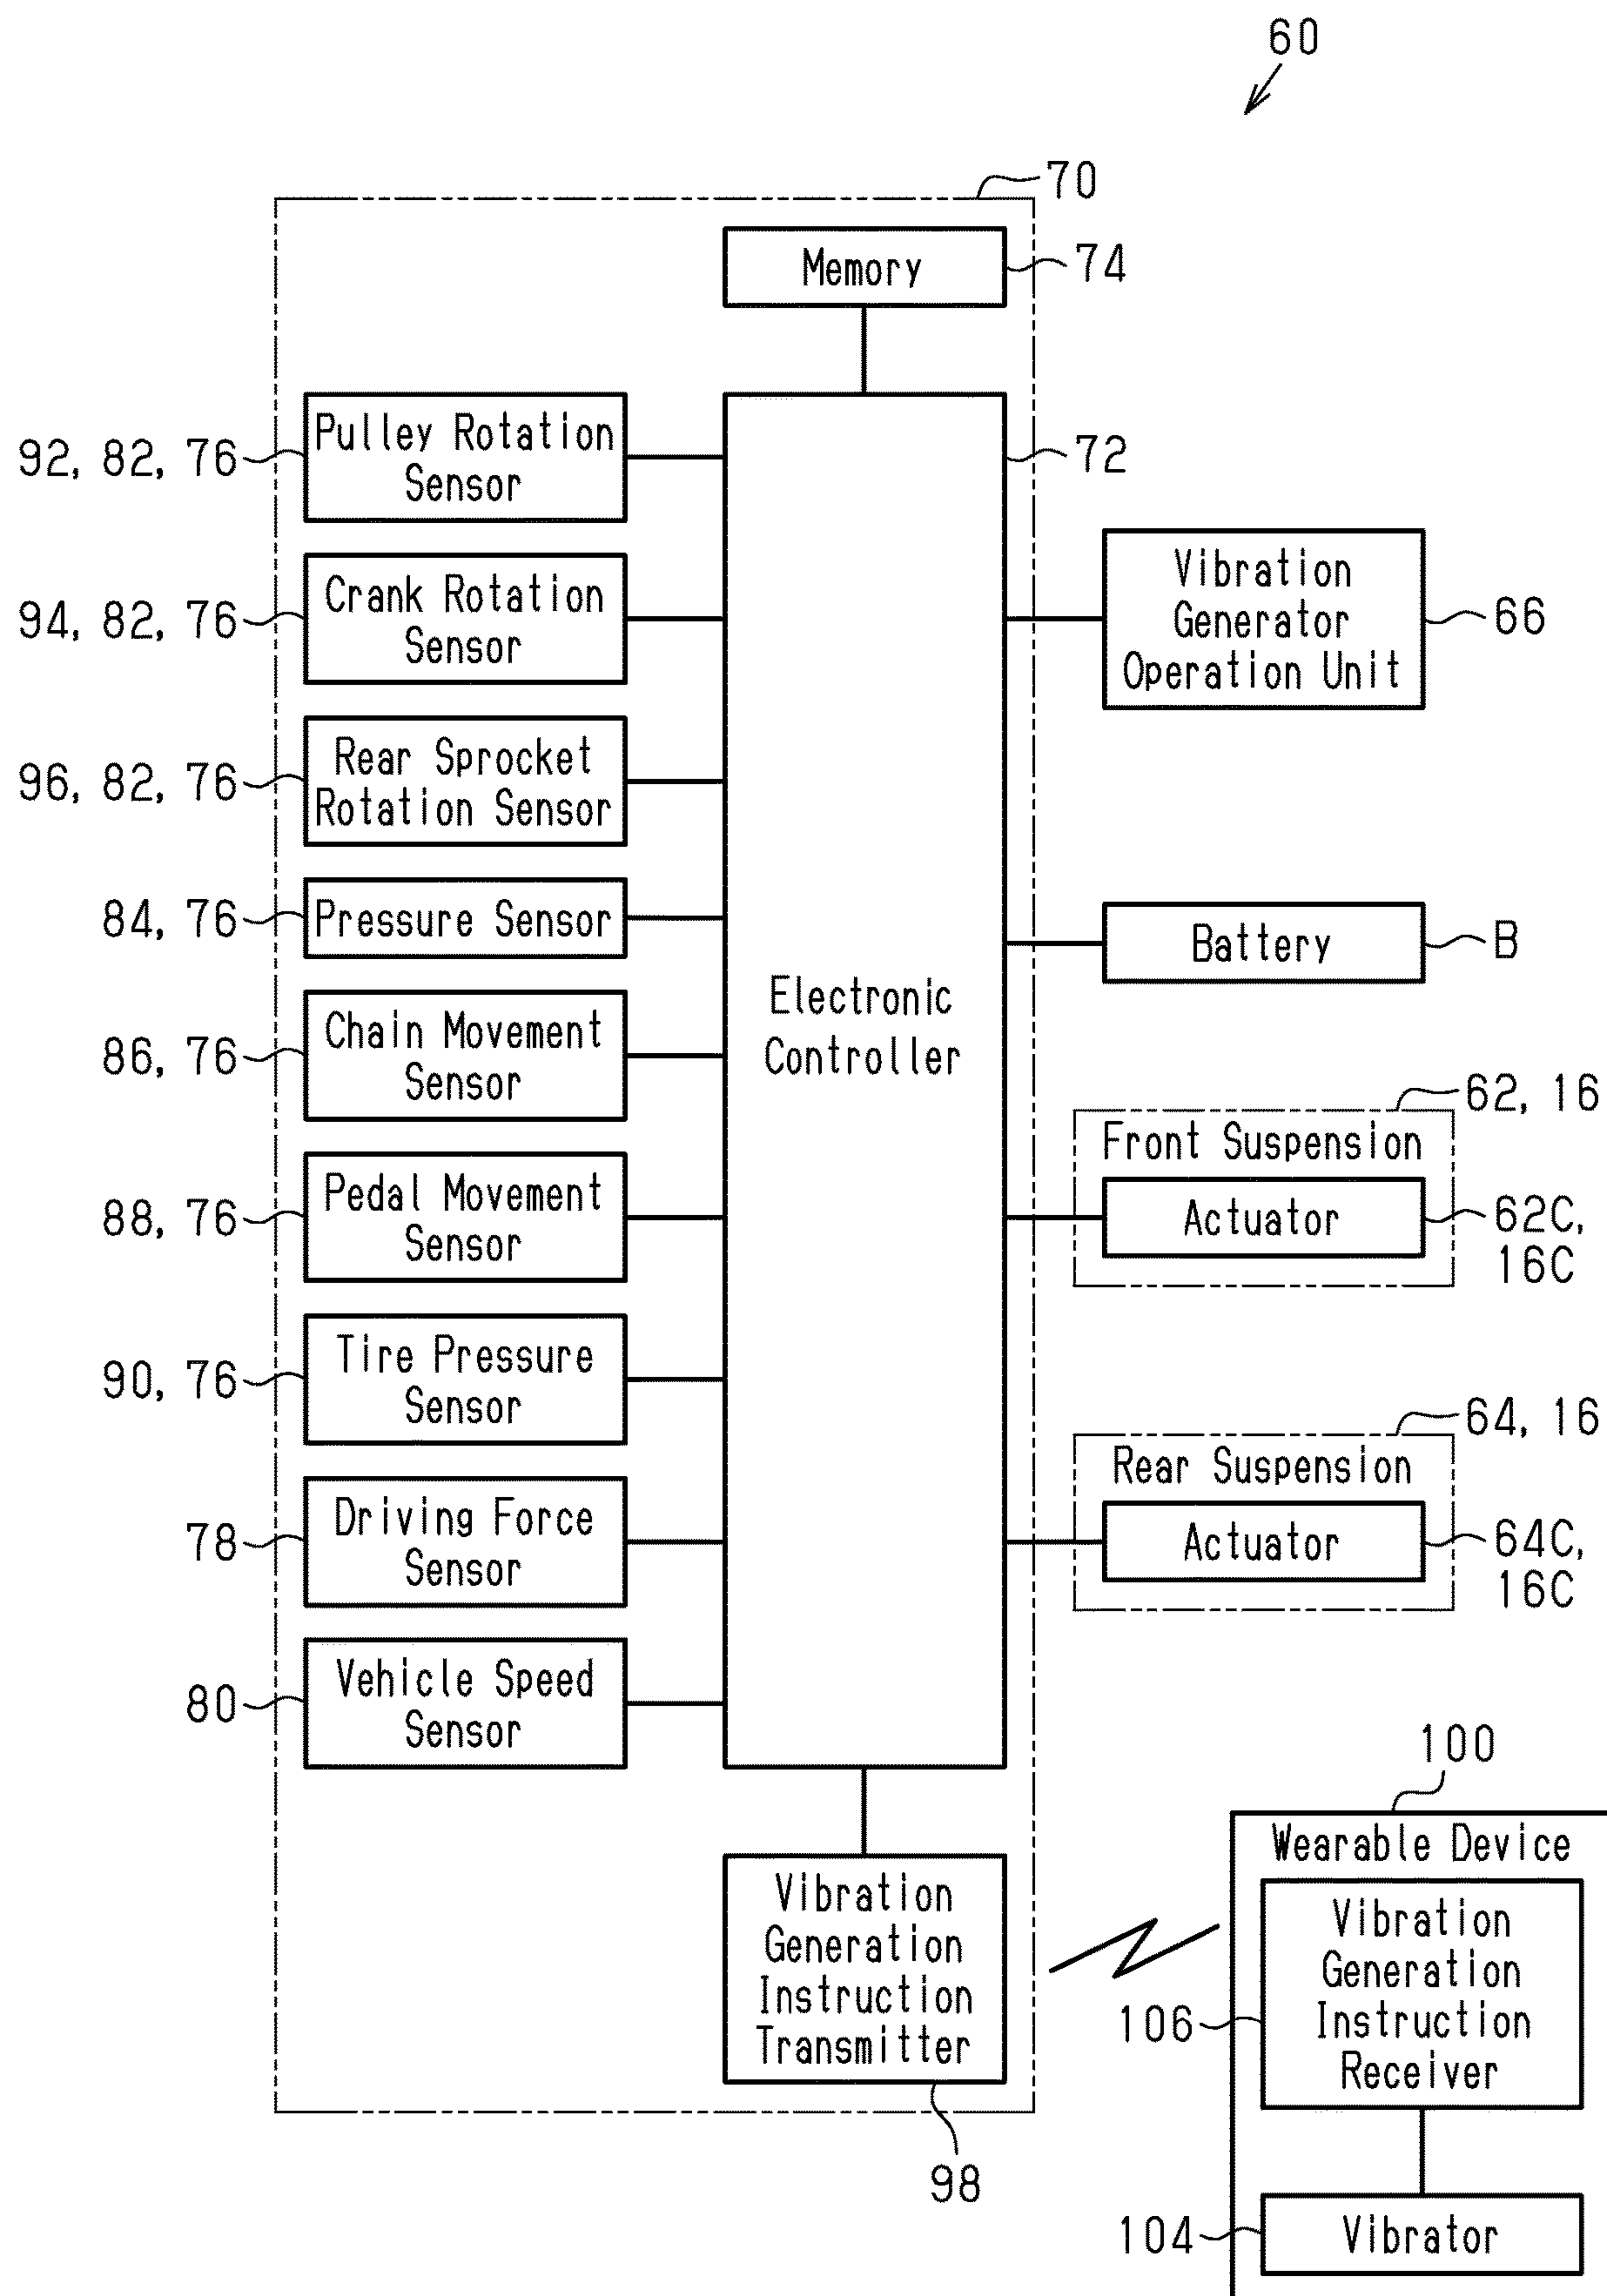 60
70
Memory
74
Pulley Rotation
Sensor
92, 82, 76
72
Crank Rotation
Sensor
94, 82, 76
Vibration
Generator
Operation Unit
66
Rear Sprocket
Rotation Sensor
96, 82, 76
Pressure Sensor
84, 76
Battery
B
Electronic
Controller
Chain Movement
Sensor
86, 76
62, 16
Front Suspension
Actuator
62C,
16C
Pedal Movement
Sensor
88, 76
Tire Pressure
Sensor
90, 76
64, 16
Rear Suspension
Actuator
64C,
16C
Driving Force
Sensor
78
Vehicle Speed
Sensor
80
100
Wearable Device
Vibration
Generation
Instruction
Transmitter
98
Vibration
Generation
Instruction
Receiver
106
Vibrator
104